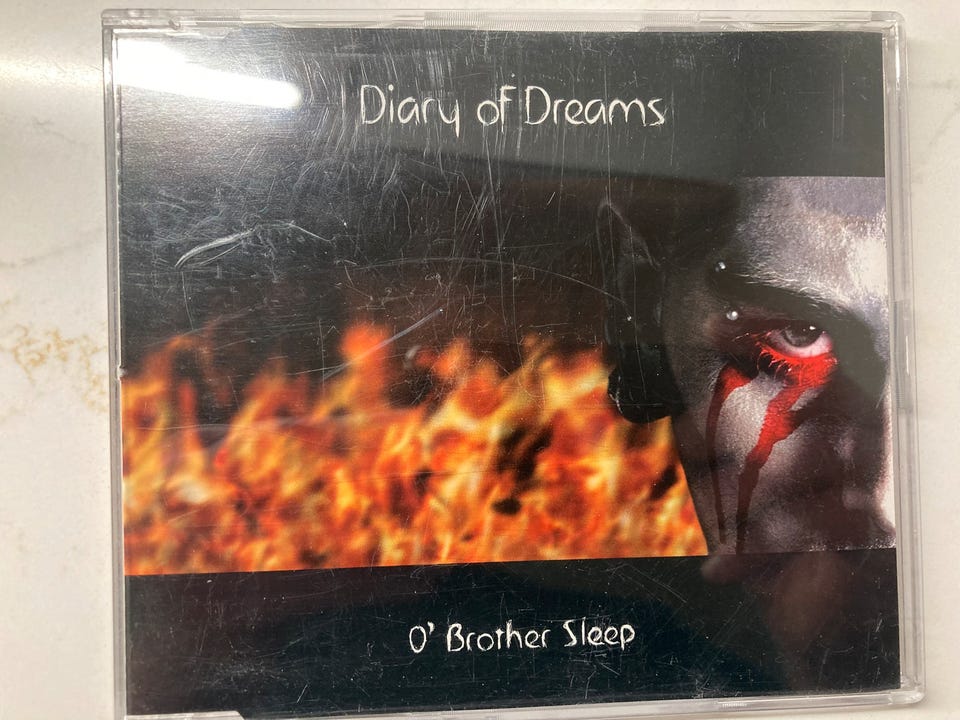 Diary of Dreams
O' Brother Sleep